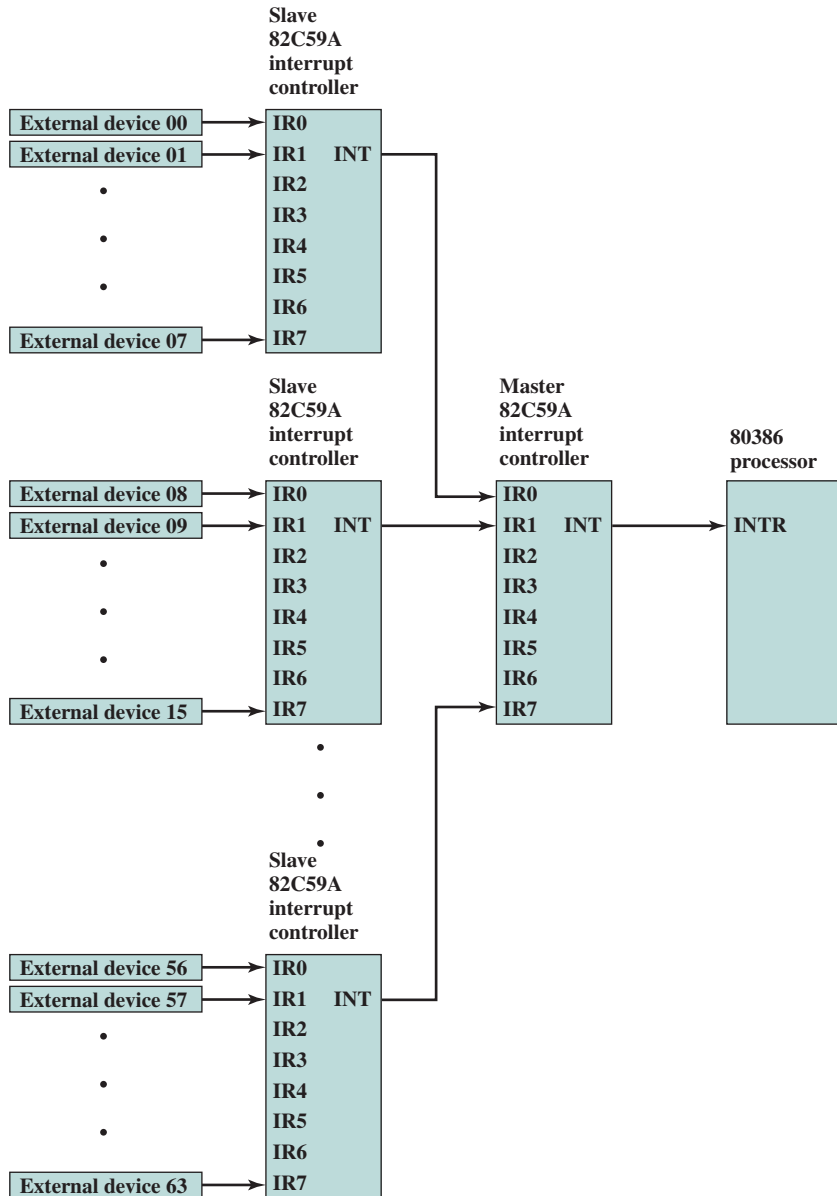 Slave
82C59A
interrupt
controller
External device 00
External device 01
External device 07
IR0
IR1 INT
IR2
IR3
IR4
IR5
IR6
IR7
Slave
82C59A
interrupt
controller
External device 08
External device 09
External device 15
IR0
IR1 INT
IR2
IR3
IR4
IR5
IR6
IR7
Master
82C59A
interrupt
controller
IR0
IR1 INT
IR2
IR3
IR4
IR5
IR6
IR7
80386
processor
INTR
Slave
82C59A
interrupt
controller
External device 56
External device 57
External device 63
IR0
IR1 INT
IR2
IR3
IR4
IR5
IR6
IR7